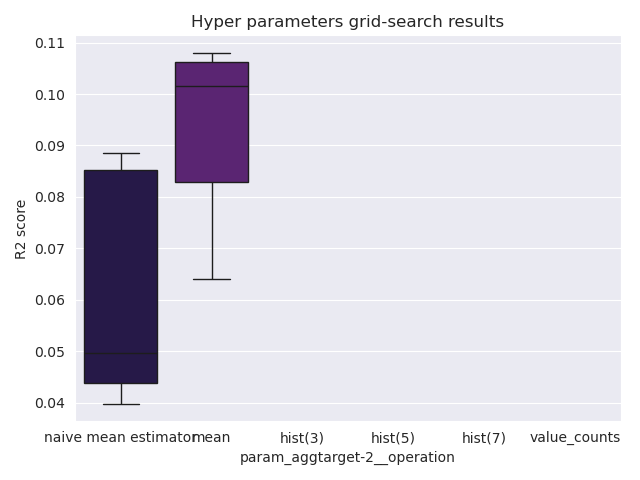 Hyper parameters grid-search results
R2 score
0.11
0.10
0.09
0.08
0.07
0.06
0.05
0.04
naive mean estimator mean hist(3) hist(5) hist(7) value_counts
param_aggtarget-2__operation